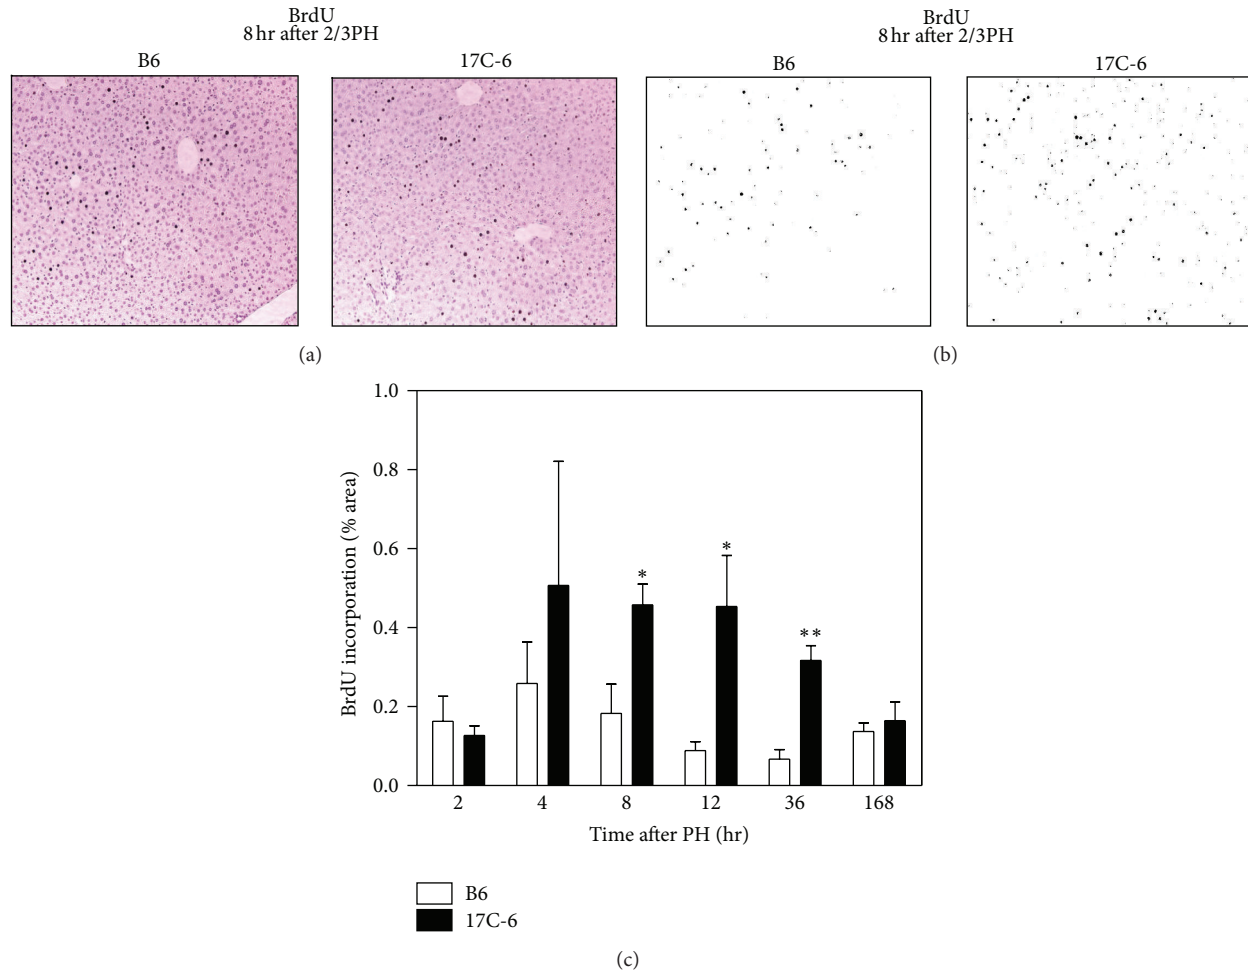 BrdU
8 hr after 2/3PH
B6
17C-6
(a)
BrdU
8 hr after 2/3PH
B6
17C-6
(b)
BrdU incorporation (% area)
1.0
0.8
0.6
0.4
0.2
0.0
*
*
**
2 4 8 12 36 168
Time after PH (hr)
B6
17C-6
(c)